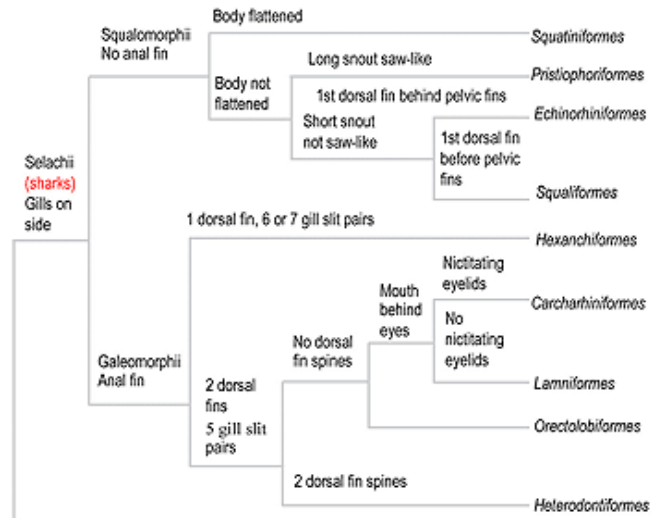 Body flattened
Squalomorphii
No anal fin
Squatiniformes
Long snout saw-like
Pristiophoriformes
Body not
flattened
1st dorsal fin behind pelvic fins
Echinorhiniformes
Short snout
not saw-like
1st dorsal fin
before pelvic
fins
Selachii
(sharks)
Gills on
side
Squaliformes
1 dorsal fin, 6 or 7 gill slit pairs
Hexanchiformes
Nictitating
eyelids
Mouth
behind
eyes
Carcharhiniformes
No
nictitating
eyelids
No dorsal
fin spines
Galeomorphii
Anal fin
2 dorsal
fins
5 gill slit
pairs
Lamniformes
Orectolobiformes
2 dorsal fin spines
Heterodontiformes